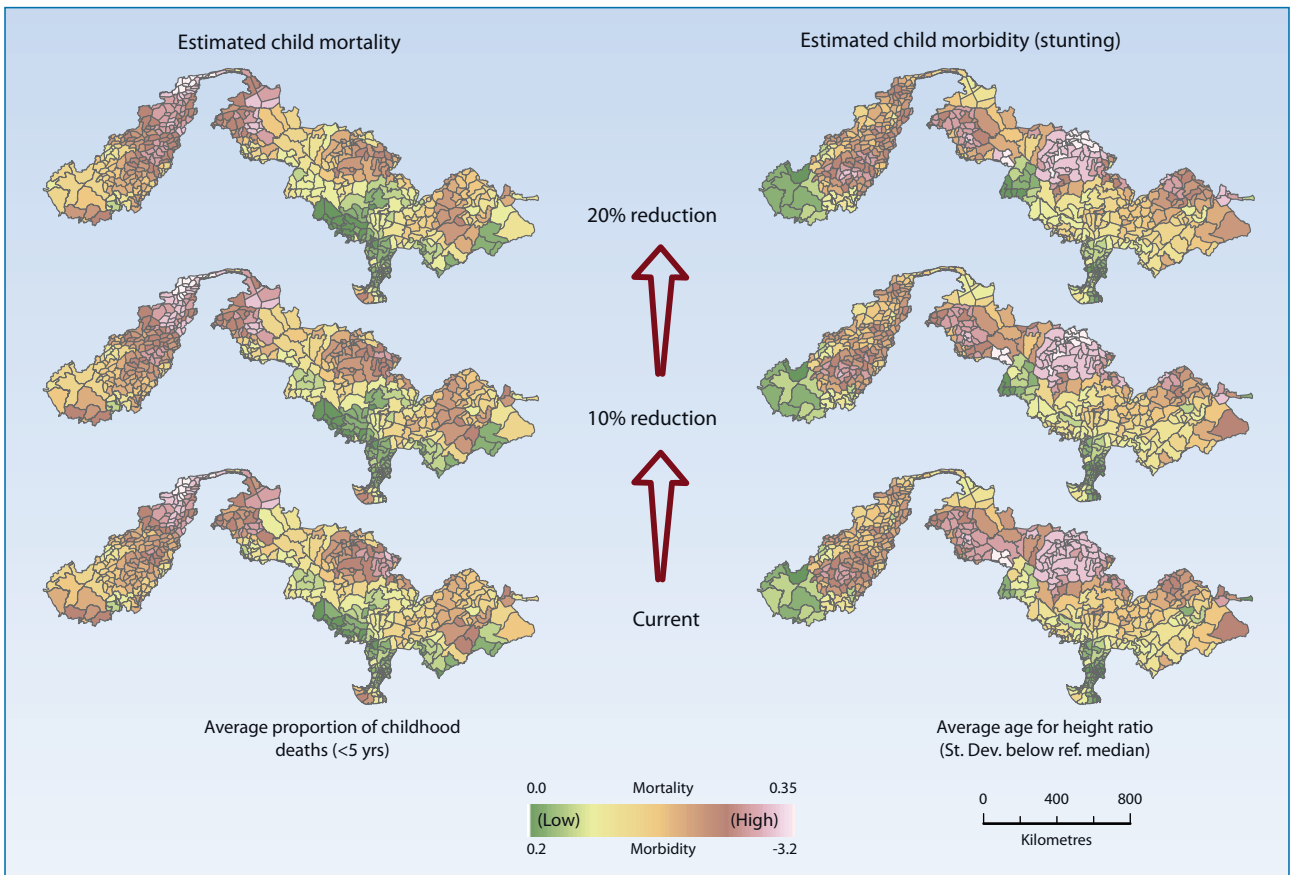 Estimated child mortality
Estimated child morbidity (stunting)
20% reduction
10% reduction
Current
Average proportion of childhood
deaths (<5 yrs)
Average age for height ratio
(St. Dev. below ref. median)
0.0 Mortality 0.35
(Low) (High)
0.2 Morbidity -3.2
0 400 800
Kilometres